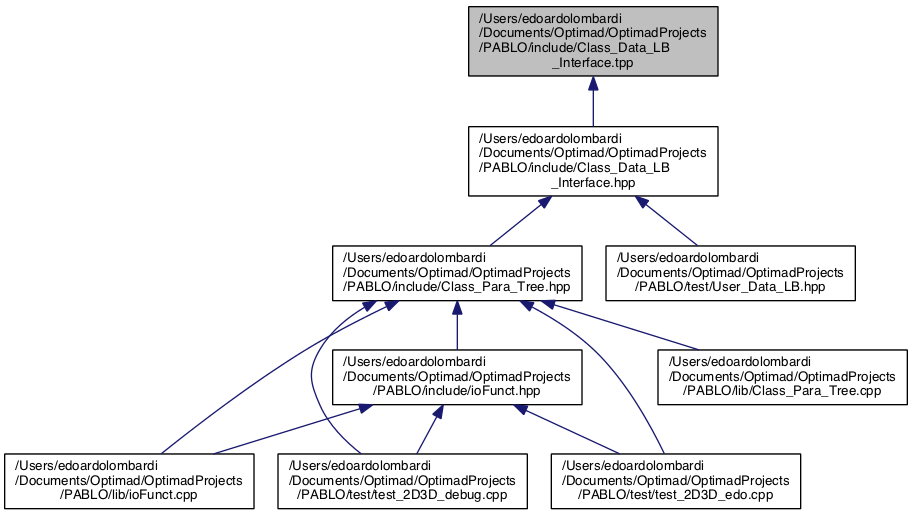 /Users/edoardolombardi
/Documents/Optimad/OptimadProjects
/PABLO/include/Class_Data_LB
_Interface.tpp
/Users/edoardolombardi
/Documents/Optimad/OptimadProjects
/PABLO/include/Class_Data_LB
_Interface.hpp
/Users/edoardolombardi
/Documents/Optimad/OptimadProjects
/PABLO/include/Class_Para_Tree.hpp
/Users/edoardolombardi
/Documents/Optimad/OptimadProjects
/PABLO/test/User_Data_LB.hpp
/Users/edoardolombardi
/Documents/Optimad/OptimadProjects
/PABLO/include/ioFunct.hpp
/Users/edoardolombardi
/Documents/Optimad/OptimadProjects
/PABLO/lib/Class_Para_Tree.cpp
/Users/edoardolombardi
/Documents/Optimad/OptimadProjects
/PABLO/lib/ioFunct.cpp
/Users/edoardolombardi
/Documents/Optimad/OptimadProjects
/PABLO/test/test_2D3D_debug.cpp
/Users/edoardolombardi
/Documents/Optimad/OptimadProjects
/PABLO/test/test_2D3D_edo.cpp